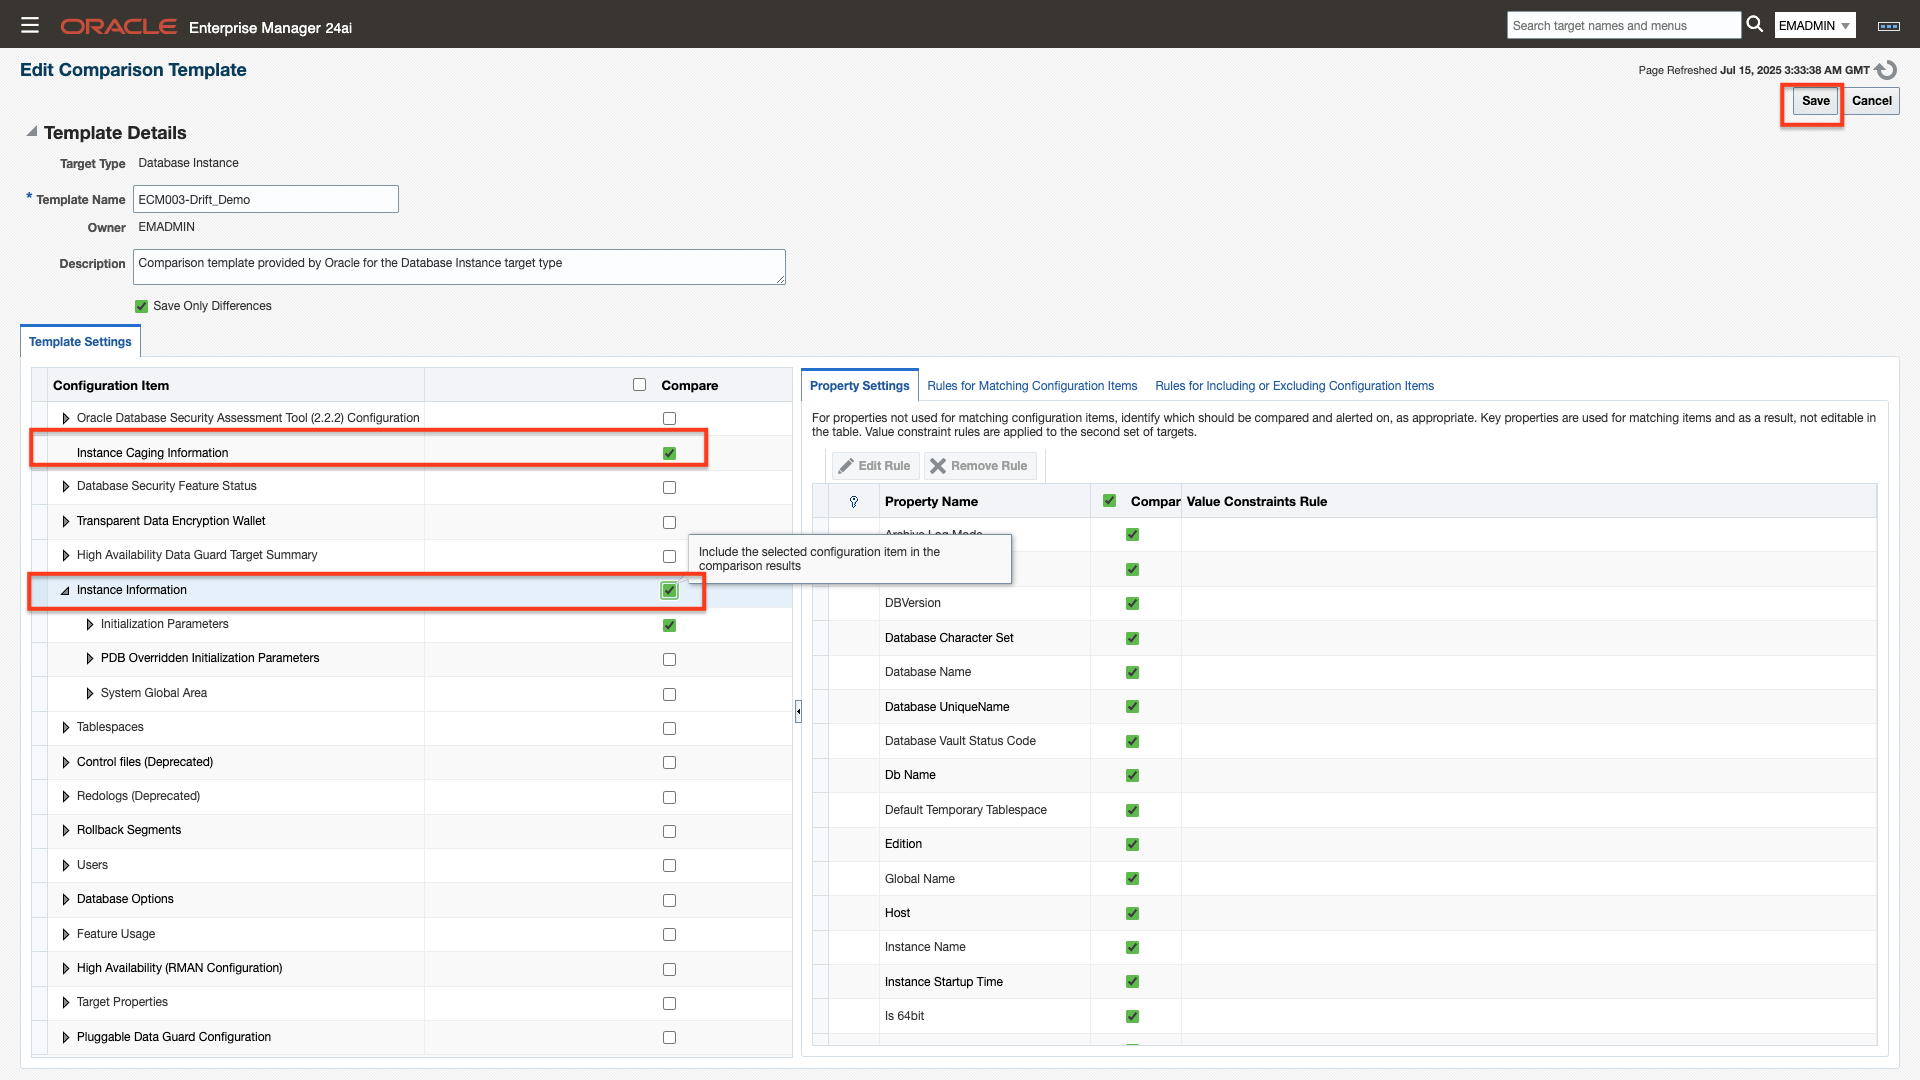 ORACLE Enterprise Manager 24ai
Search target names and menus
EMADMIN
Edit Comparison Template
Page Refreshed Jul 15, 2025 3:33:38 AM GMT
Save
Cancel
Template Details
Target Type Database Instance
* Template Name ECM003-Drift_Demo
Owner EMADMIN
Description Comparison template provided by Oracle for the Database Instance target type
Save Only Differences
Template Settings
Configuration Item Compare
Oracle Database Security Assessment Tool (2.2.2) Configuration
Instance Caging Information
Database Security Feature Status
Transparent Data Encryption Wallet
High Availability Data Guard Target Summary
Instance Information
Initialization Parameters
PDB Overridden Initialization Parameters
System Global Area
Tablespaces
Control files (Deprecated)
Redologs (Deprecated)
Rollback Segments
Users
Database Options
Feature Usage
High Availability (RMAN Configuration)
Target Properties
Pluggable Data Guard Configuration
Include the selected configuration item in the
comparison results
Property Settings Rules for Matching Configuration Items Rules for Including or Excluding Configuration Items
For properties not used for matching configuration items, identify which should be compared and alerted on, as appropriate. Key properties are used for matching items and as a result, not editable in
the table. Value constraint rules are applied to the second set of targets.
Edit Rule Remove Rule
Property Name Compar Value Constraints Rule
Archive Log Mode
DBVersion
Database Character Set
Database Name
Database UniqueName
Database Vault Status Code
Db Name
Default Temporary Tablespace
Edition
Global Name
Host
Instance Name
Instance Startup Time
Is 64bit